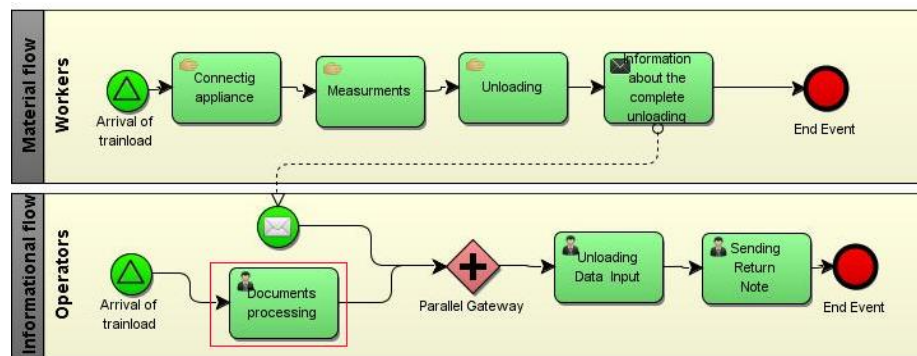 Material flow
Workers
Arrival of
trainload
Connectig
appliance
Measurments
Unloading
Information
about the
complete
unloading
End Event
Informational flow
Operators
Arrival of
trainload
Documents
processing
Parallel Gateway
Unloading
Data Input
Sending
Return
Note
End Event